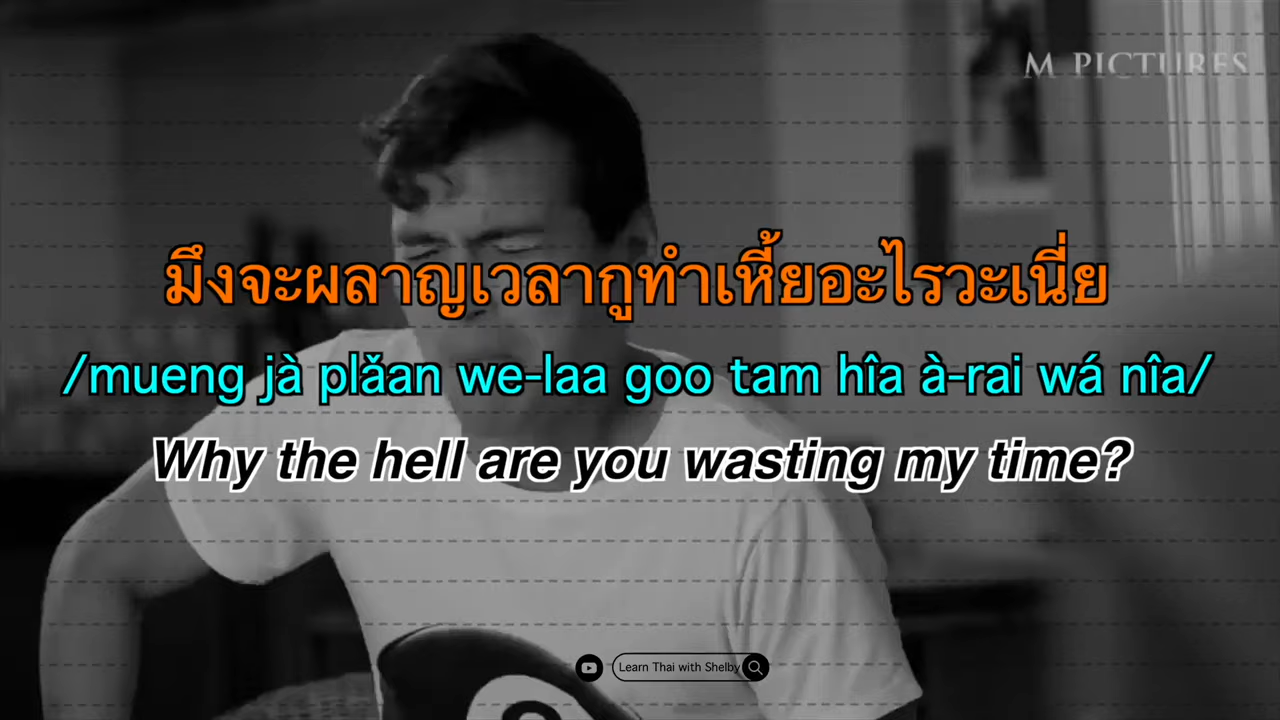 M PICTURES
มึงจะผลาญเวลากูทำเหี้ยอะไรวะเนี่ย
/mueng jà plǎan we-laa goo tam hîa à-rai wá nîa/
Why the hell are you wasting my time?
Learn Thai with Shelby